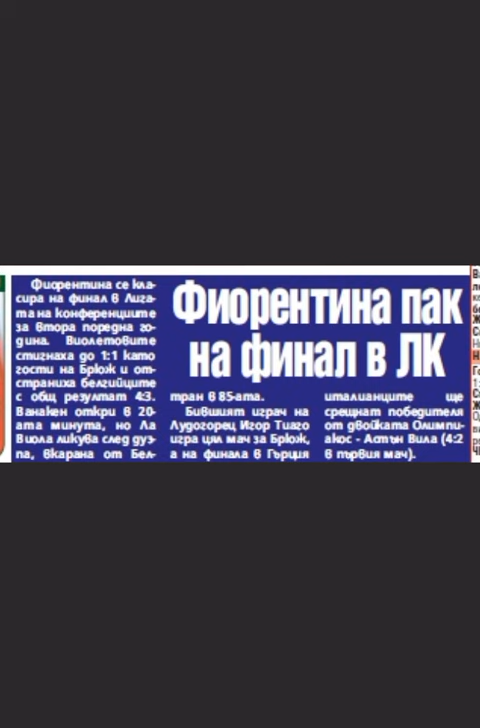 Фиорентина пак
на финал в ЛК
Фиорентина се кла-
сира на финал в Лига-
та на конференциите
за втора поредна го-
дина. Виолетовите
стигнаха до 1:1 като
гости на Брюж и от-
страниха белгийците
с общ резултат 4:3.
Ванакен откри в 20-
ата минута, но Ла
Виола ликува след дуз-
па, вкарана от Бел-
тран в 85-ата.
Бившият играч на
Лудогорец Игор Тиаго
игра цял мач за Брюж,
а на финала в Гърция
италианците ще
срещнат победителя
от двойката Олимпи-
акос - Астън Вила (4:2
в първия мач).